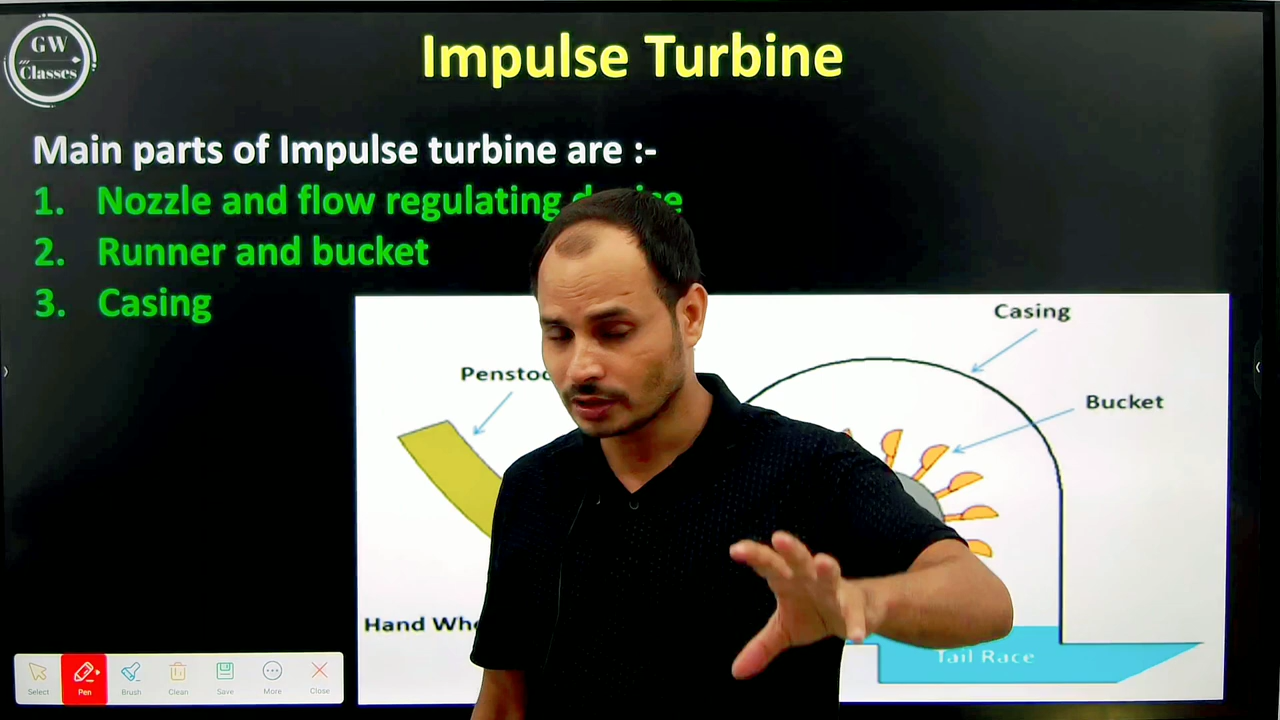 GW
Classes
Impulse Turbine
Main parts of Impulse turbine are :-
1. Nozzle and flow regulating
2. Runner and bucket
3. Casing
Casing
Bucket
Hand
Tail Race
Select
Pen
Brush
Clean
Save
More
Close